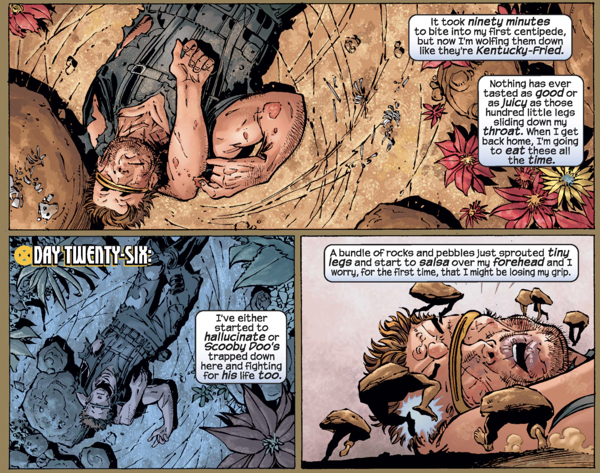 It took ninety minutes
to bite into my first centipede,
but now I'm wolfing them down
like they're Kentucky-Fried.
Nothing has ever
tasted as good or
as juicy as those
hundred little legs
sliding down my
throat. When I get
back home, I'm going
to eat these all
the time.
DAY TWENTY-SIX:
I've either
started to
hallucinate or
Scooby Doo's
trapped down
here and fighting
for his life too.
A bundle of rocks and pebbles just sprouted tiny
legs and start to salsa over my forehead and I
worry, for the first time, that I might be losing my grip.